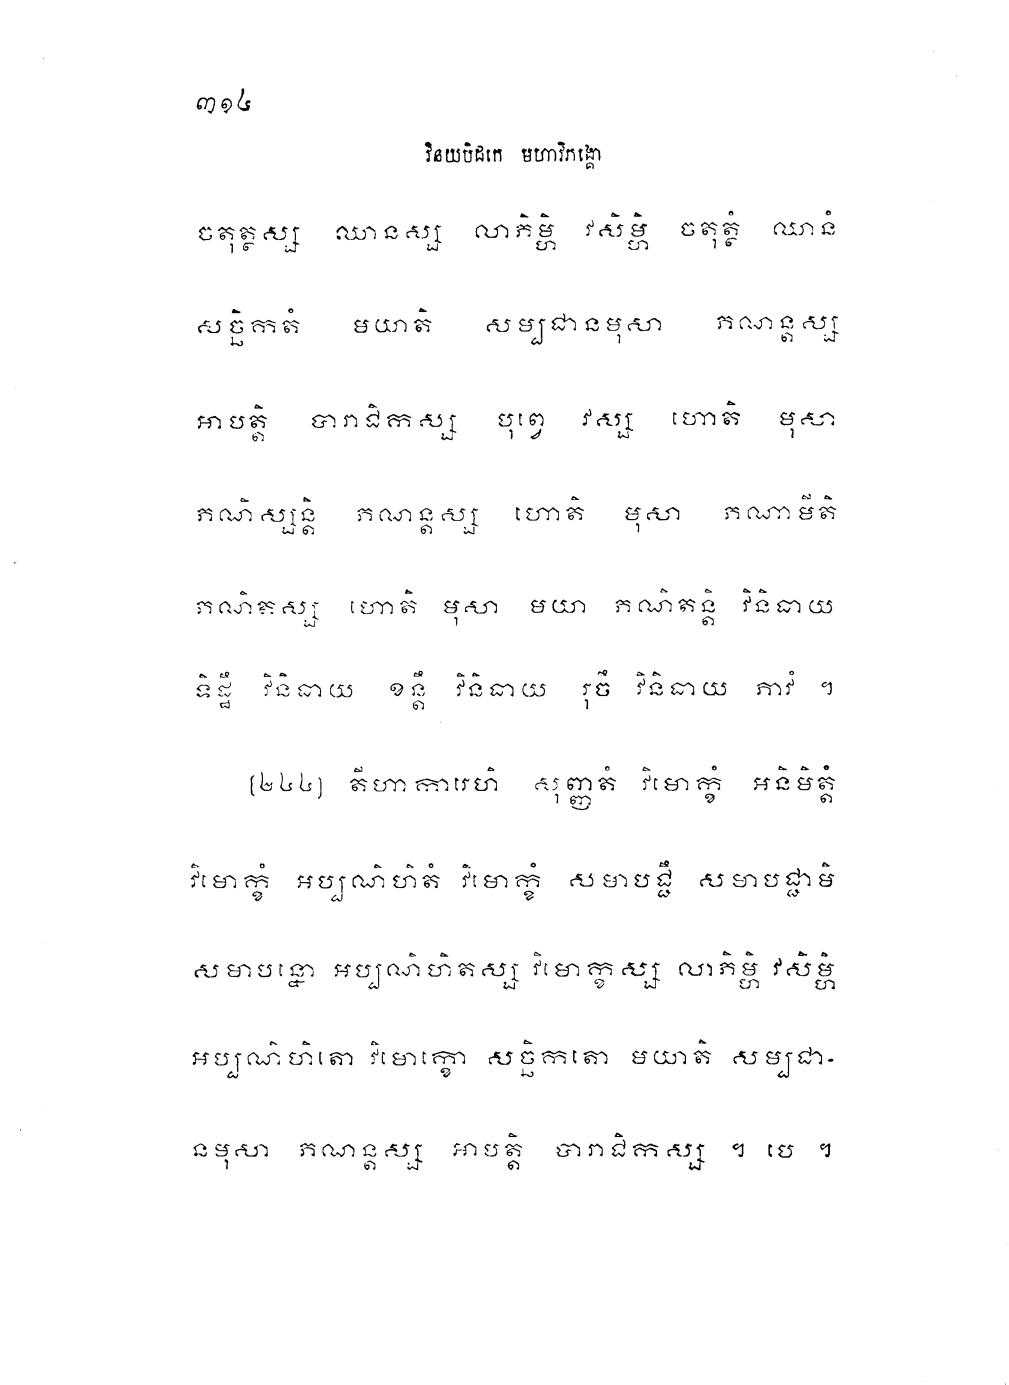 ៣១៤
វិនយបិដកេ មហាវិភង្គោ
ចតុត្ថស្ស ឈានស្ស លាភិម្ហិ វសិម្ហិ ចតុត្ថំ ឈានំ
សច្ឆិកតំ មយាតិ សម្បជានមុសា ភណន្តស្ស
អាបត្តិ បារាជិកស្ស បុព្វេ វស្ស ហោតិ មុសា
ភណិស្សន្តិ ភណន្តស្ស ហោតិ មុសា ភណាមីតិ
ភណិតស្ស ហោតិ មុសា មយា ភណិតន្តិ វិនិធាយ
ទិដ្ឋឹ វិនិធាយ ខន្តឹ វិនិធាយ រុចឹ វិនិធាយ ភាវំ ។
[២៤៤] តីហាការេហិ សុញ្ញតំ វិមោក្ខំ អនិមិត្តំ
វិមោក្ខំ អប្បណិហិតំ វិមោក្ខំ សមាបជ្ជឹ សមាបជ្ជាមិ
សមាបន្នោ អប្បណិហិតស្ស វិមោក្ខស្ស លាភិម្ហិ វសិម្ហិ
អប្បណិហិតោ វិមោក្ខោ សច្ឆិកតោ មយាតិ សម្បជា-
នមុសា ភណន្តស្ស អាបត្តិ បារាជិកស្ស ។ បេ ។